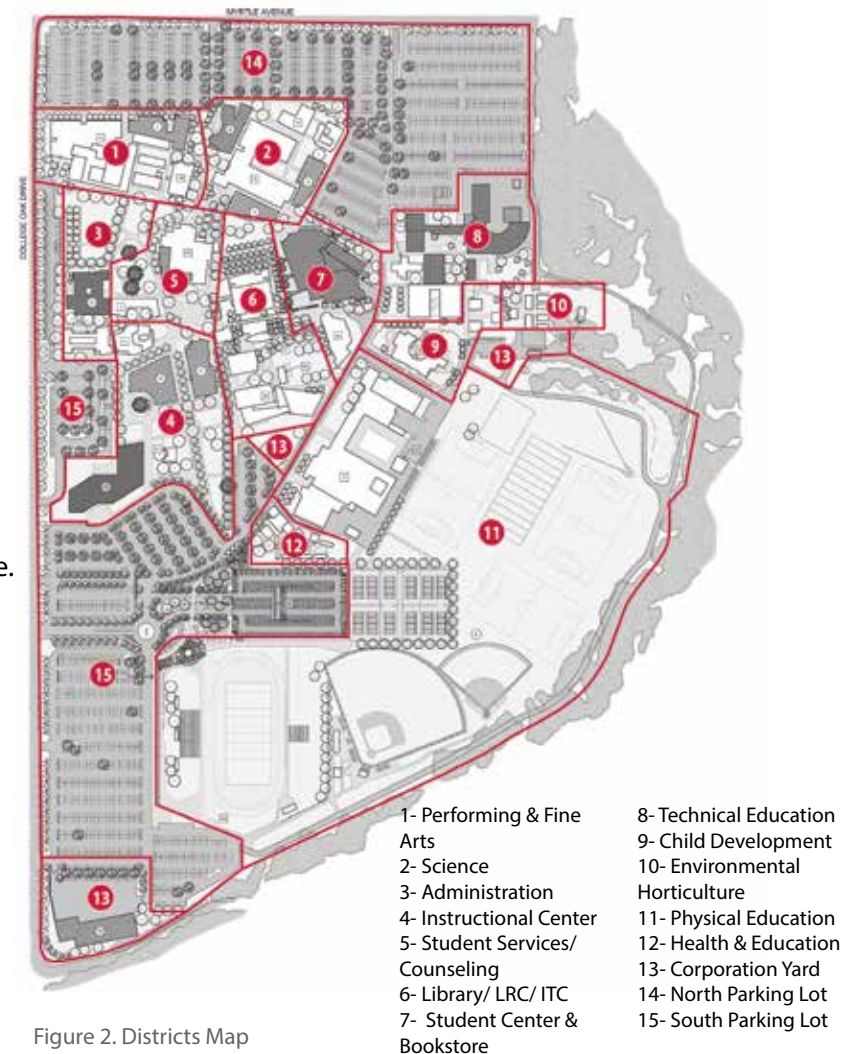 MYRTLE AVENUE
14
1
2
COLLEGE OAK DRIVE
3
8
5
7
6
10
9
13
15
4
13
11
12
e.
15
13
1- Performing & Fine
Arts
2- Science
3- Administration
4- Instructional Center
5- Student Services/
Counseling
6- Library/ LRC/ ITC
7- Student Center &
Bookstore
8- Technical Education
9- Child Development
10- Environmental
Horticulture
11- Physical Education
12- Health & Education
13- Corporation Yard
14- North Parking Lot
15- South Parking Lot
Figure 2. Districts Map